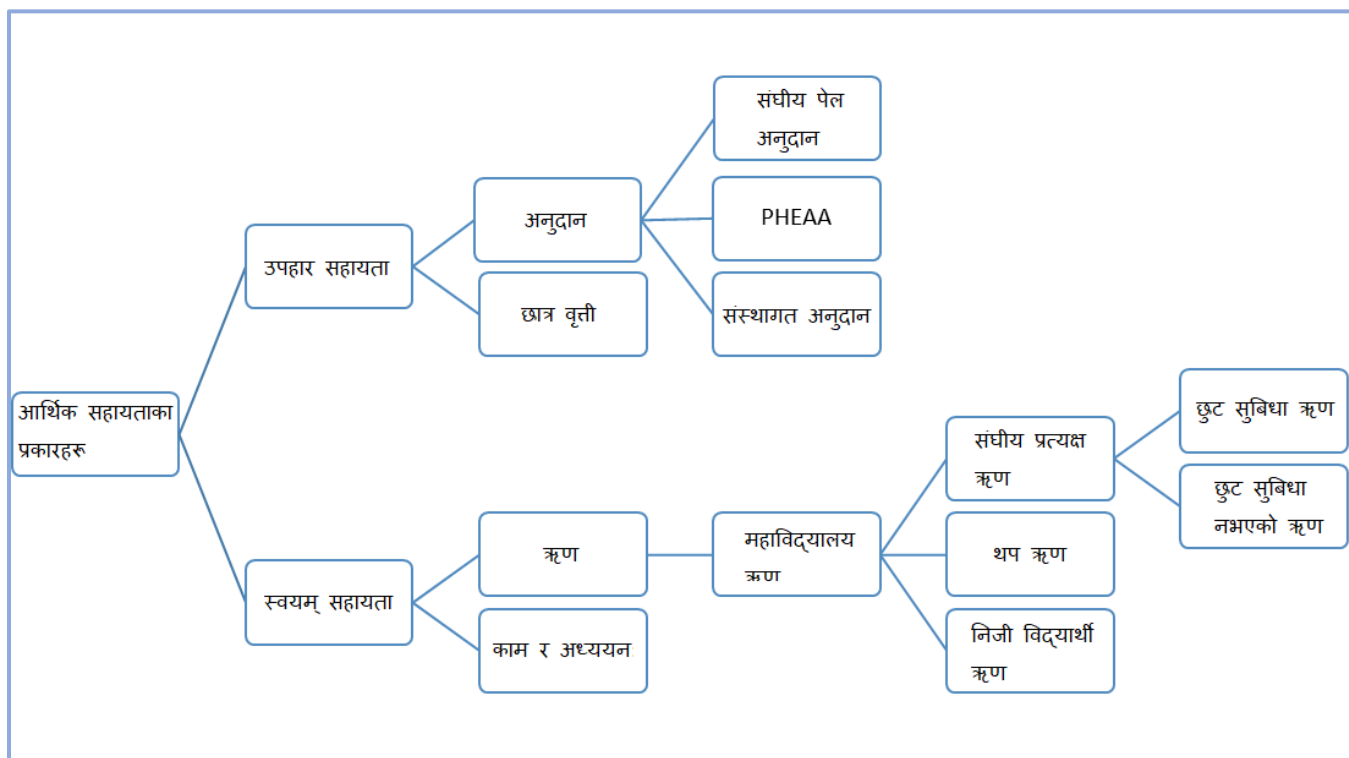 आर्थिक सहायताका
प्रकारहरू
उपहार सहायता
अनुदान
संघीय पेल
अनुदान
PHEAA
संस्थागत अनुदान
छात्र वृत्ती
स्वयम् सहायता
ऋण
महाविद्यालय
ऋण
संघीय प्रत्यक्ष
ऋण
छुट सुबिधा ऋण
छुट सुबिधा
नभएको ऋण
थप ऋण
निजी विद्यार्थी
ऋण
काम र अध्ययन